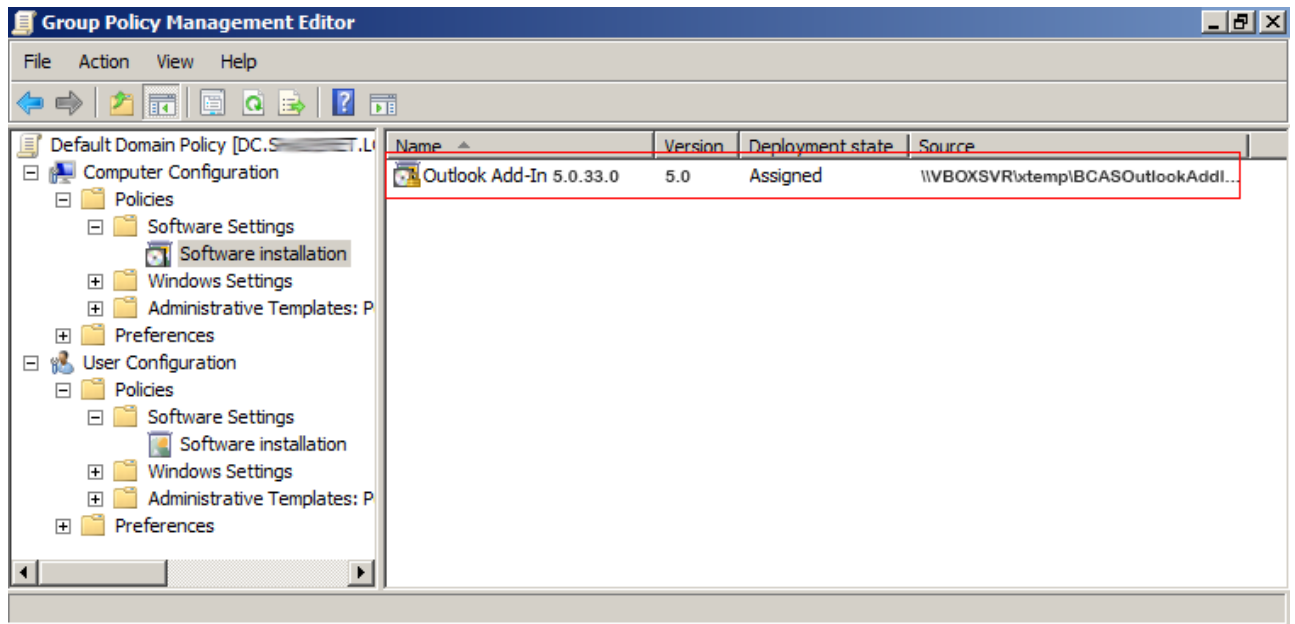 Group Policy Management Editor
File Action View Help
Default Domain Policy [DC.S
Computer Configuration
Policies
Software Settings
Software installation
Windows Settings
Administrative Templates: P
Preferences
User Configuration
Policies
Software Settings
Software installation
Windows Settings
Administrative Templates: P
Preferences
Name Version Deployment state Source
Outlook Add-In 5.0.33.0 5.0 Assigned \\VBOXSVR\xtemp\BCASOutlookAddI...